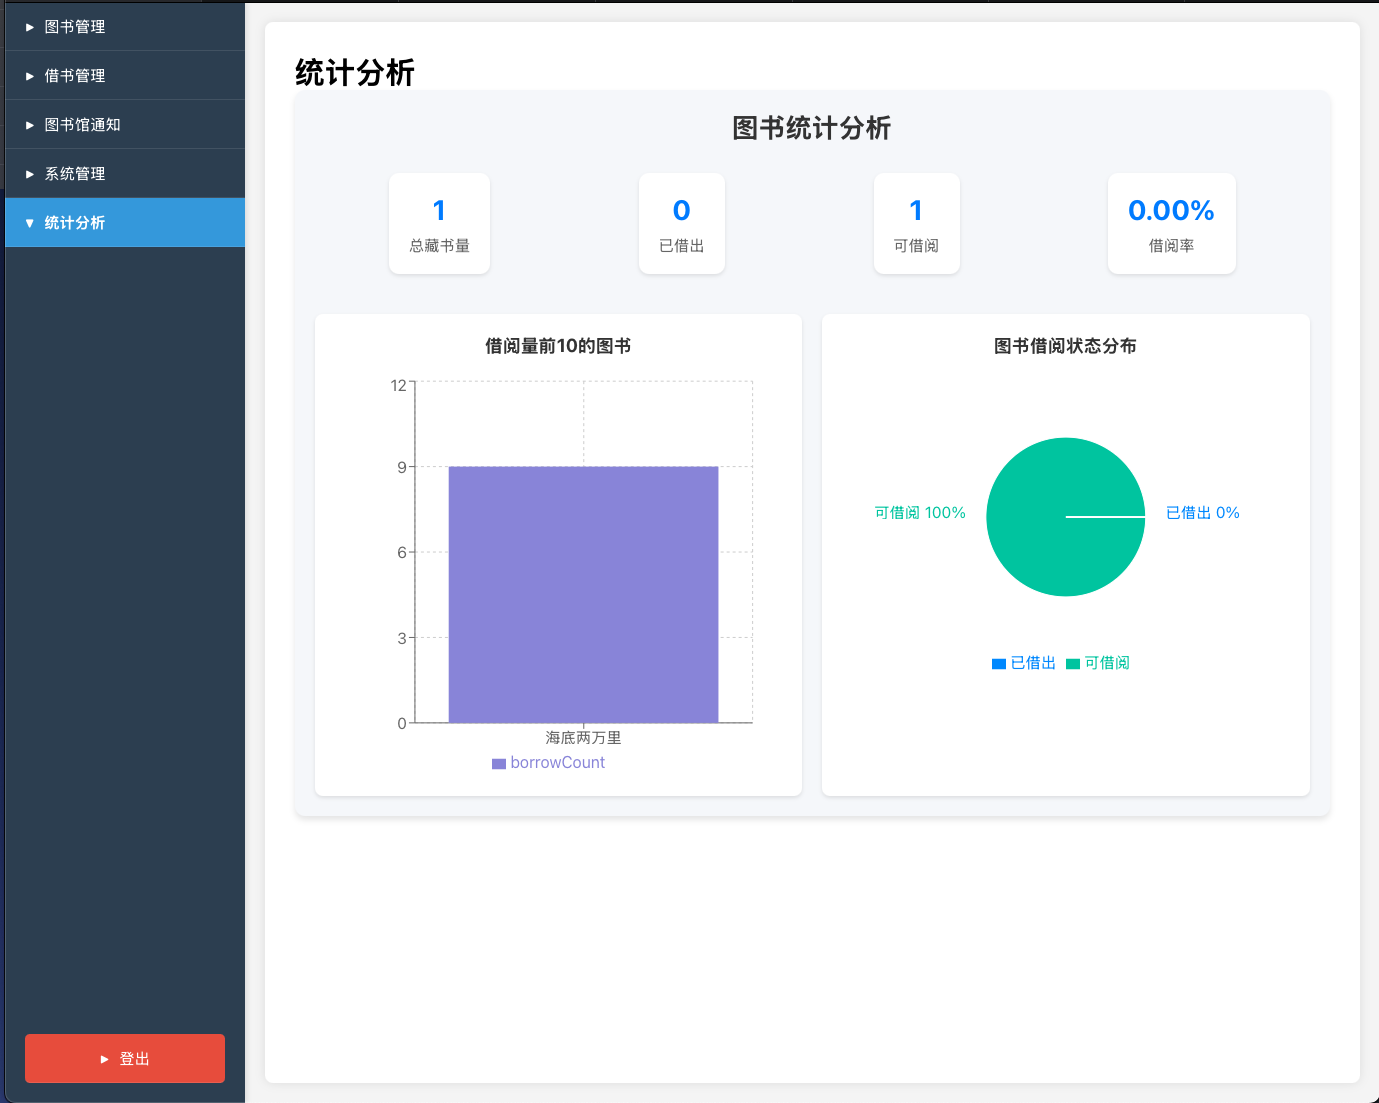 图书管理
借书管理
图书馆通知
系统管理
统计分析
登出
统计分析
图书统计分析
1
总藏书量
0
已借出
1
可借阅
0.00%
借阅率
借阅量前10的图书
12
9
6
3
0
海底两万里
borrowCount
图书借阅状态分布
可借阅 100%
已借出 0%
已借出 可借阅